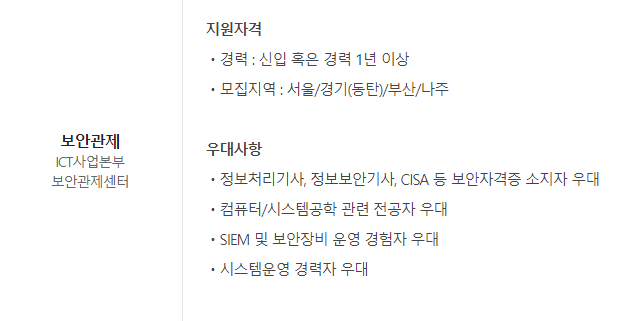 보안관제
ICT사업본부
보안관제센터
지원자격
• 경력 : 신입 혹은 경력 1년 이상
• 모집지역 : 서울/경기(동탄)/부산/나주
우대사항
• 정보처리기사, 정보보안기사, CISA 등 보안자격증 소지자 우대
• 컴퓨터/시스템공학 관련 전공자 우대
• SIEM 및 보안장비 운영 경험자 우대
• 시스템운영 경력자 우대